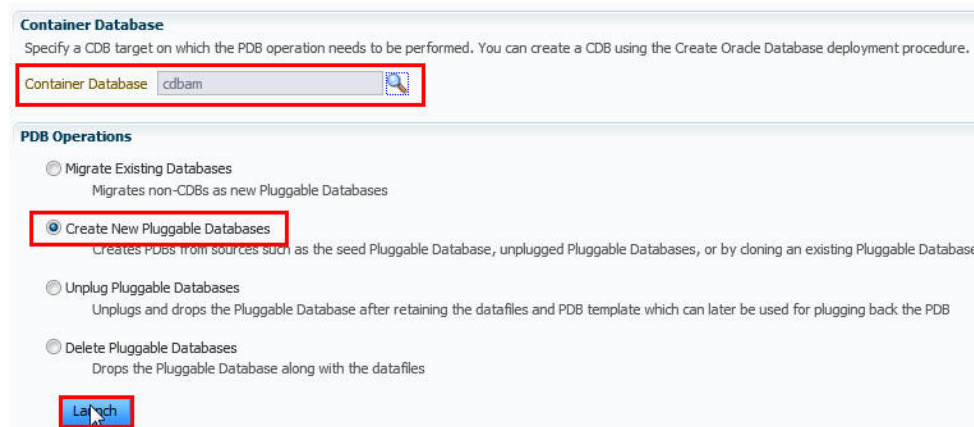 Container Database
Specify a CDB target on which the PDB operation needs to be performed. You can create a CDB using the Create Oracle Database deployment procedure.
Container Database cdbam
PDB Operations
Migrate Existing Databases
Migrates non-CDBs as new Pluggable Databases
Create New Pluggable Databases
Creates PDBs from sources such as the seed Pluggable Database, unplugged Pluggable Databases, or by cloning an existing Pluggable Database
Unplug Pluggable Databases
Unplugs and drops the Pluggable Database after retaining the datafiles and PDB template which can later be used for plugging back the PDB
Delete Pluggable Databases
Drops the Pluggable Database along with the datafiles
Launch